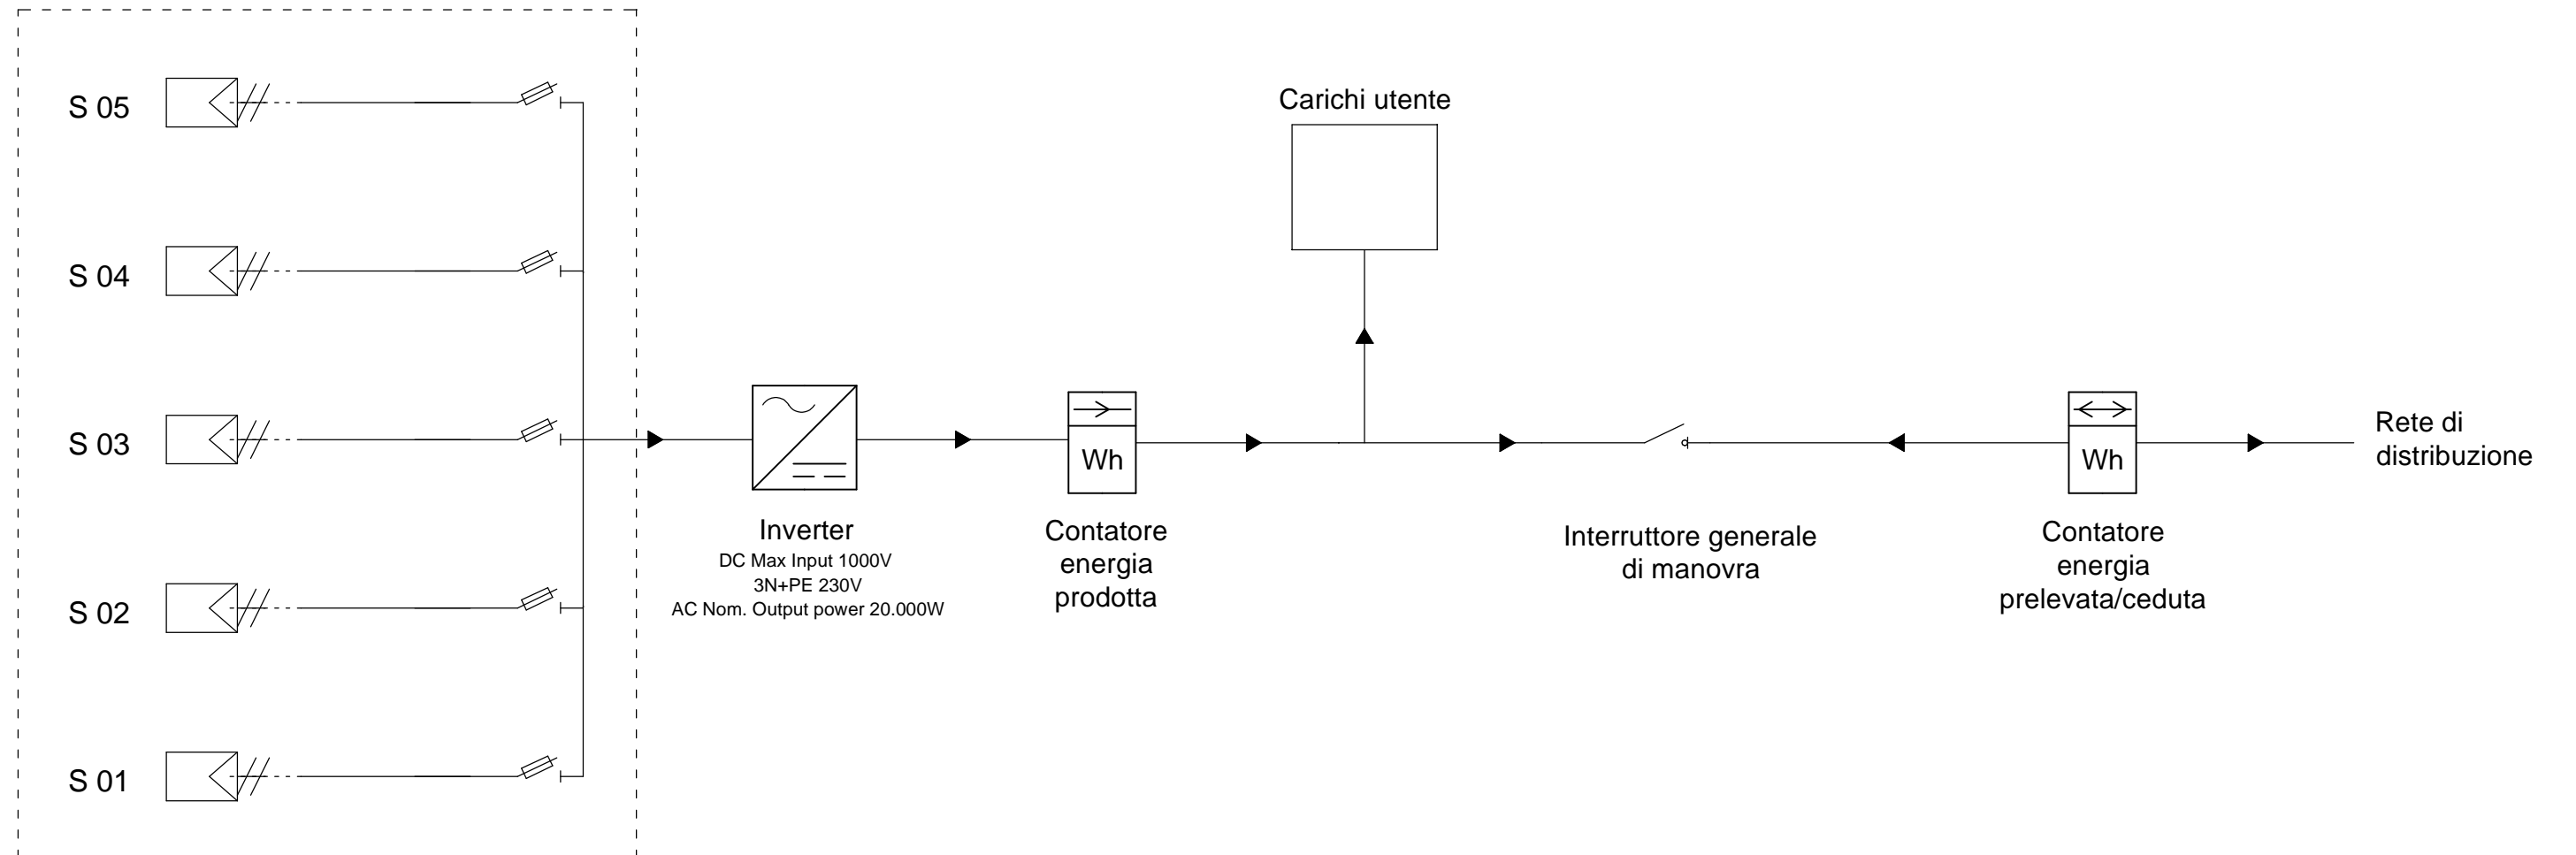 S 05
S 04
S 03
S 02
S 01
Inverter
DC Max Input 1000V
3N+PE 230V
AC Nom. Output power 20.000W
Wh
Contatore
energia
prodotta
Carichi utente
Interruttore generale
di manovra
Wh
Contatore
energia
prelevata/ceduta
Rete di
distribuzione